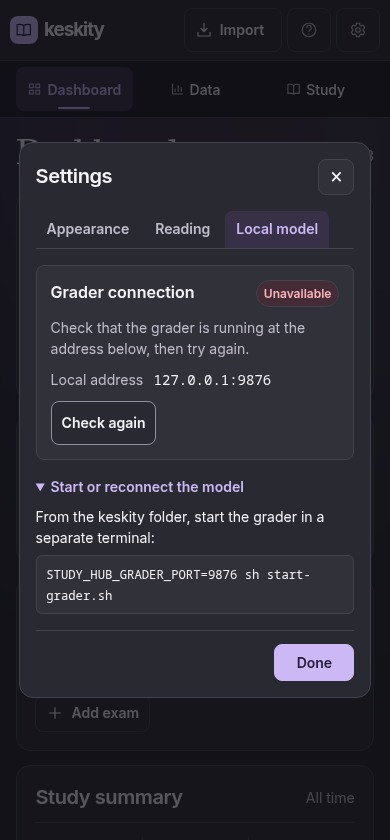 keskity
Import
Dashboard
Data
Study
Settings
Appearance
Reading
Local model
Grader connection
Unavailable
Check that the grader is running at the
address below, then try again.
Local address 127.0.0.1:9876
Check again
Start or reconnect the model
From the keskity folder, start the grader in a
separate terminal:
STUDY_HUB_GRADER_PORT=9876 sh start-
grader.sh
Done
Add exam
Study summary
All time